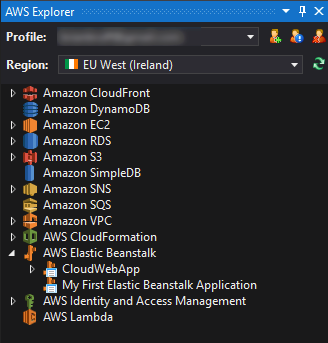 AWS Explorer
Profile:
Region: EU West (Ireland)
Amazon CloudFront
Amazon DynamoDB
Amazon EC2
Amazon RDS
Amazon S3
Amazon SimpleDB
Amazon SNS
Amazon SQS
Amazon VPC
AWS CloudFormation
AWS Elastic Beanstalk
CloudWebApp
My First Elastic Beanstalk Application
AWS Identity and Access Management
AWS Lambda